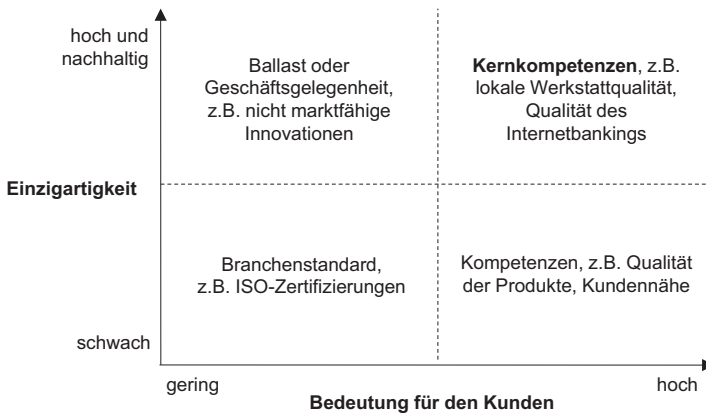 hoch und
nachhaltig
Ballast oder
Geschäftsgelegenheit,
z.B. nicht marktfähige
Innovationen
Kernkompetenzen, z.B.
lokale Werkstattqualität,
Qualität des
Internetbankings
Einzigartigkeit
Branchenstandard,
z.B. ISO-Zertifizierungen
Kompetenzen, z.B. Qualität
der Produkte, Kundennähe
schwach
gering
hoch
Bedeutung für den Kunden